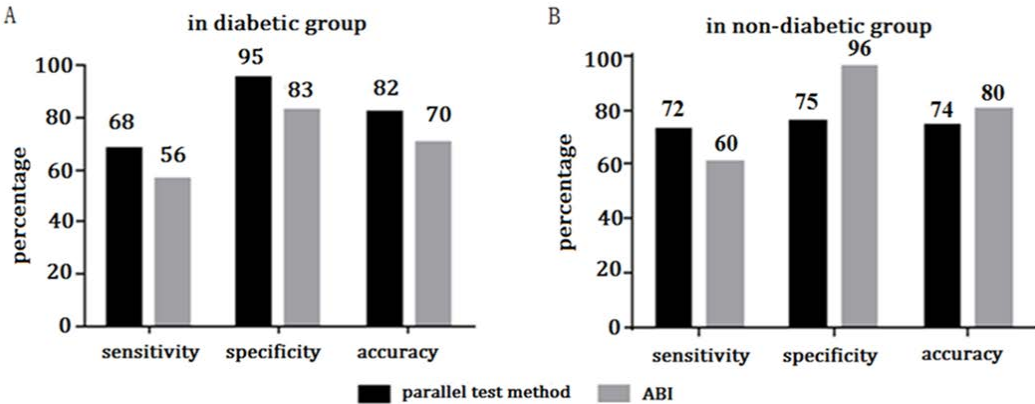 A
in diabetic group
percentage
100
80
60
40
20
0
68
56
95
83
82
70
sensitivity
specificity
accuracy
B
in non-diabetic group
percentage
100
80
60
40
20
0
72
60
75
96
74
80
sensitivity
specificity
accuracy
parallel test method
ABI